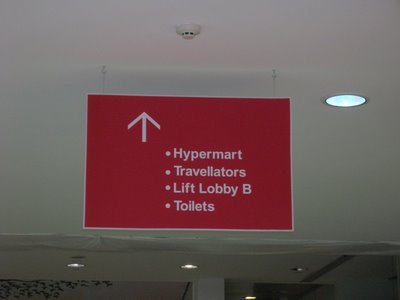 • Hypermart
• Travellators
• Lift Lobby B
• Toilets